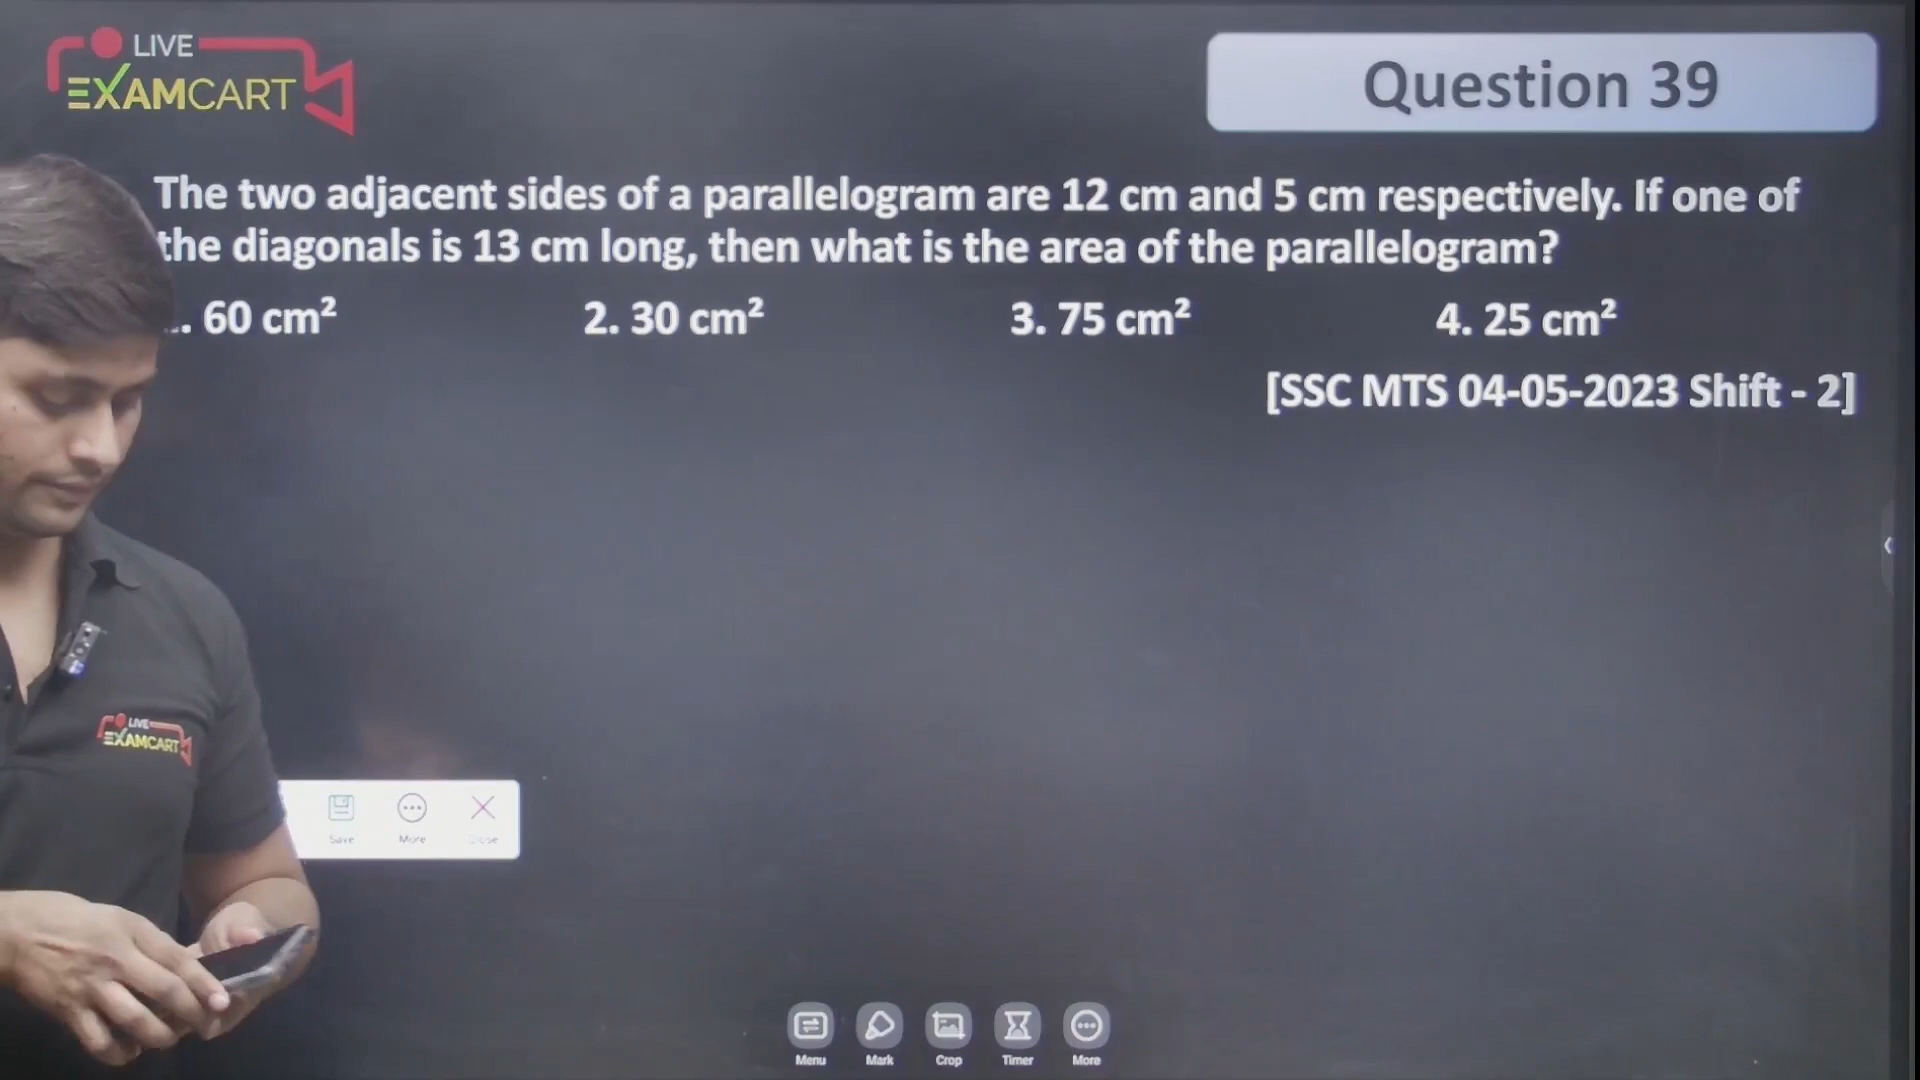 LIVE
EXAMCART
Question 39
The two adjacent sides of a parallelogram are 12 cm and 5 cm respectively. If one of
the diagonals is 13 cm long, then what is the area of the parallelogram?
. 60 cm² 2. 30 cm² 3. 75 cm² 4. 25 cm²
[SSC MTS 04-05-2023 Shift - 2]
LIVE
EXAMCART
Save More Close
Menu Mark Crop Timer More